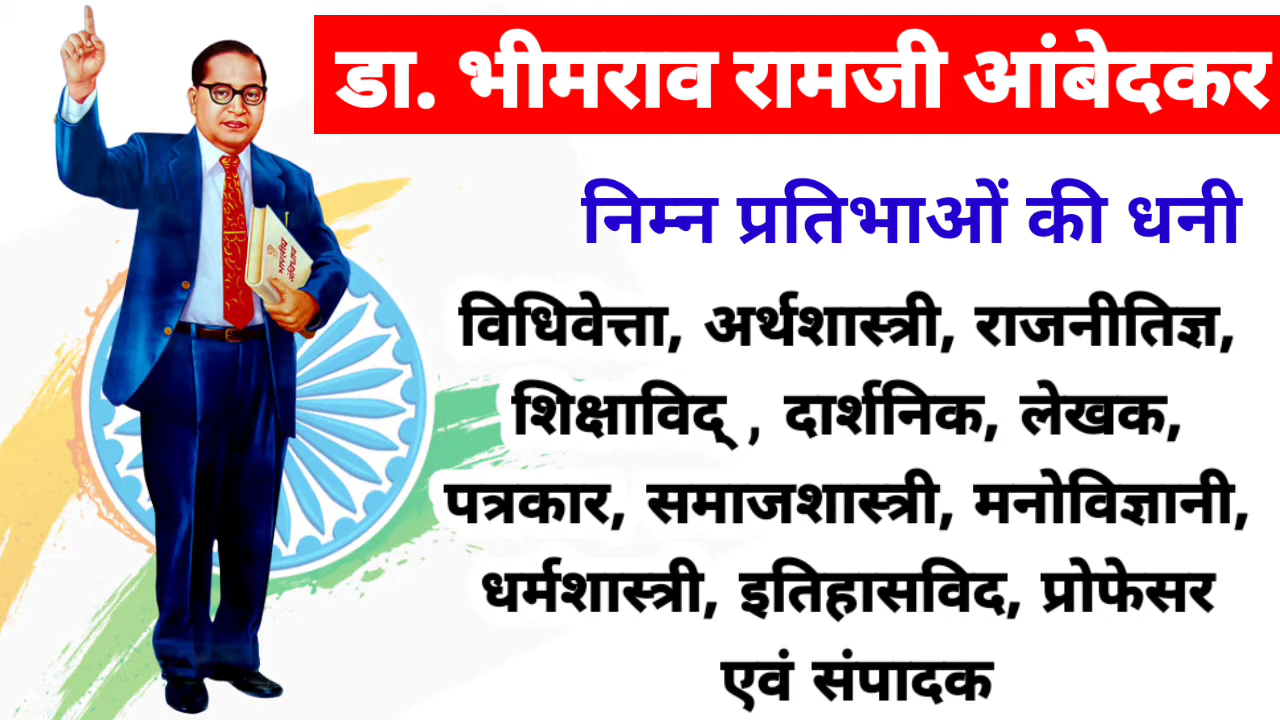 डा. भीमराव रामजी आंबेदकर
निम्न प्रतिभाओं की धनी
विधिवेत्ता, अर्थशास्त्री, राजनीतिज्ञ,
शिक्षाविद् , दार्शनिक, लेखक,
पत्रकार, समाजशास्त्री, मनोविज्ञानी,
धर्मशास्त्री, इतिहासविद, प्रोफेसर
एवं संपादक
भारतीय
संविधान